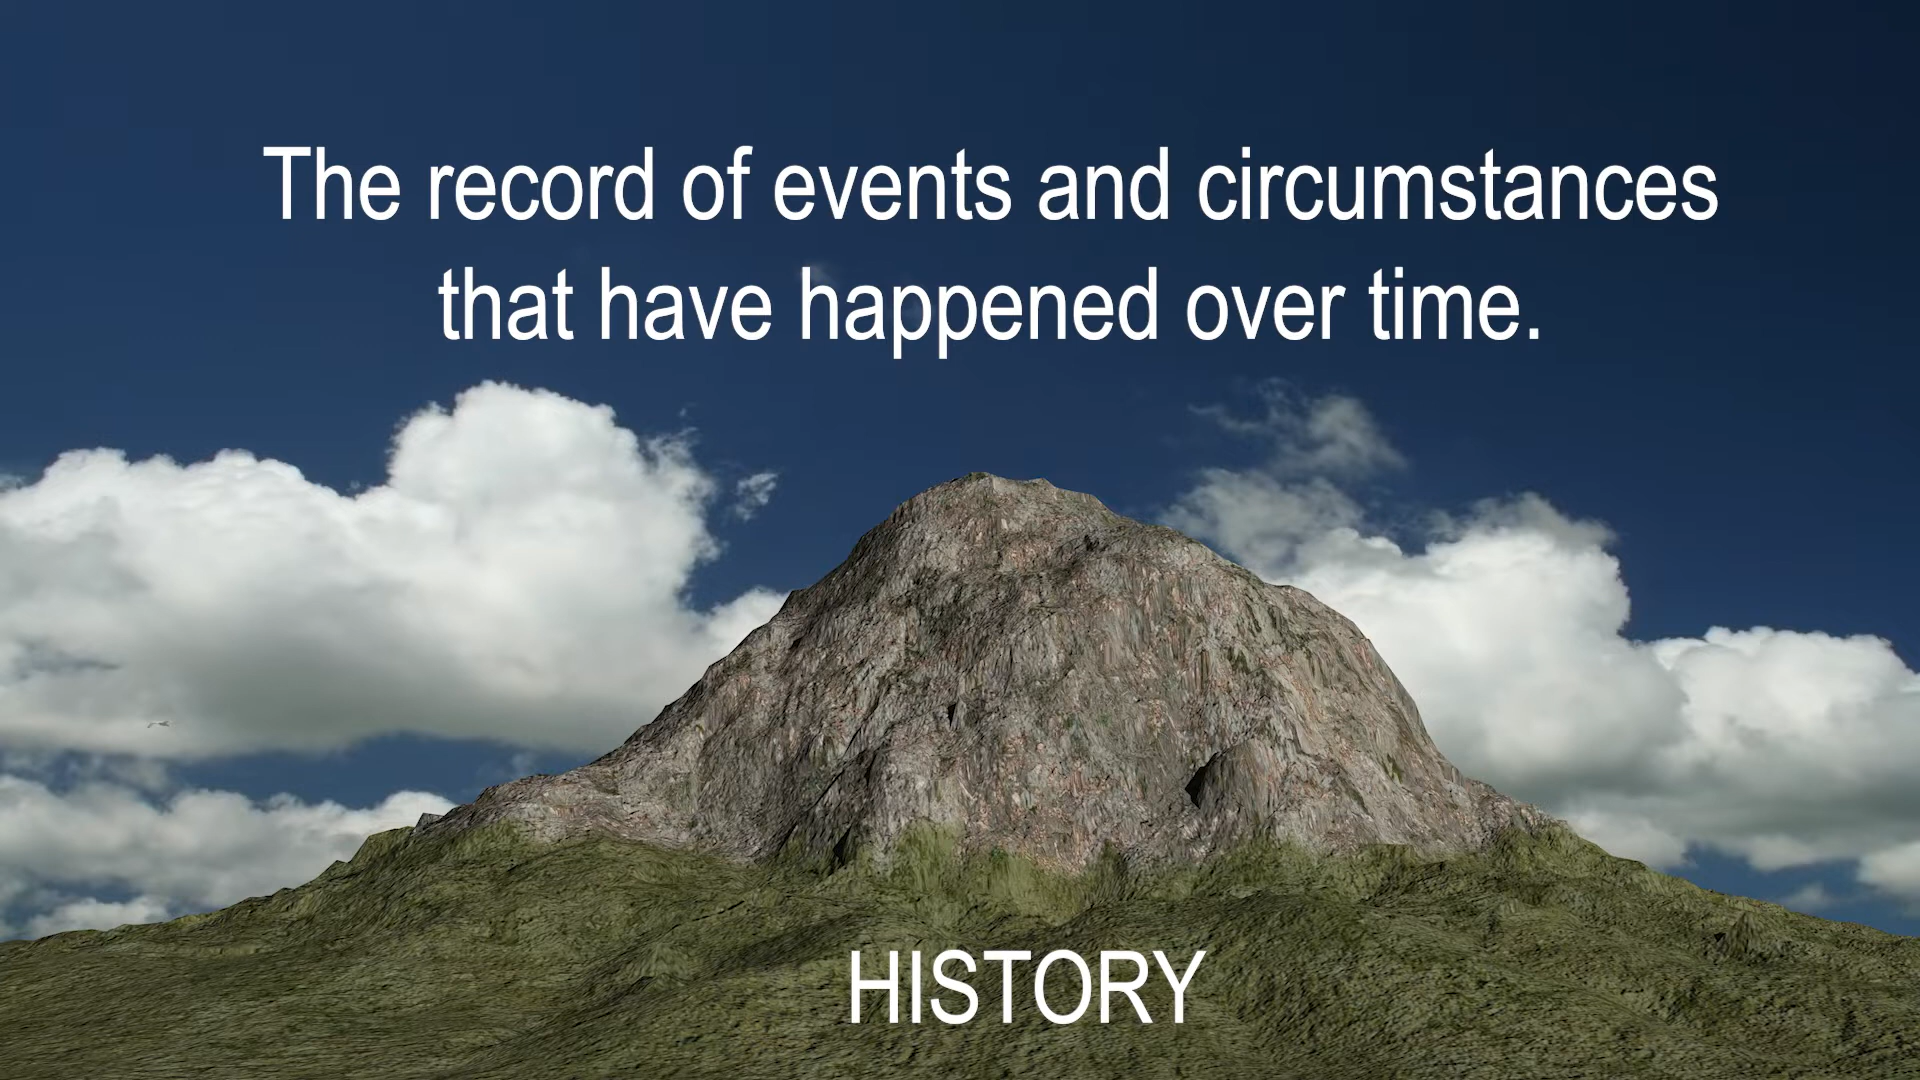 The record of events and circumstances
that have happened over time.
HISTORY